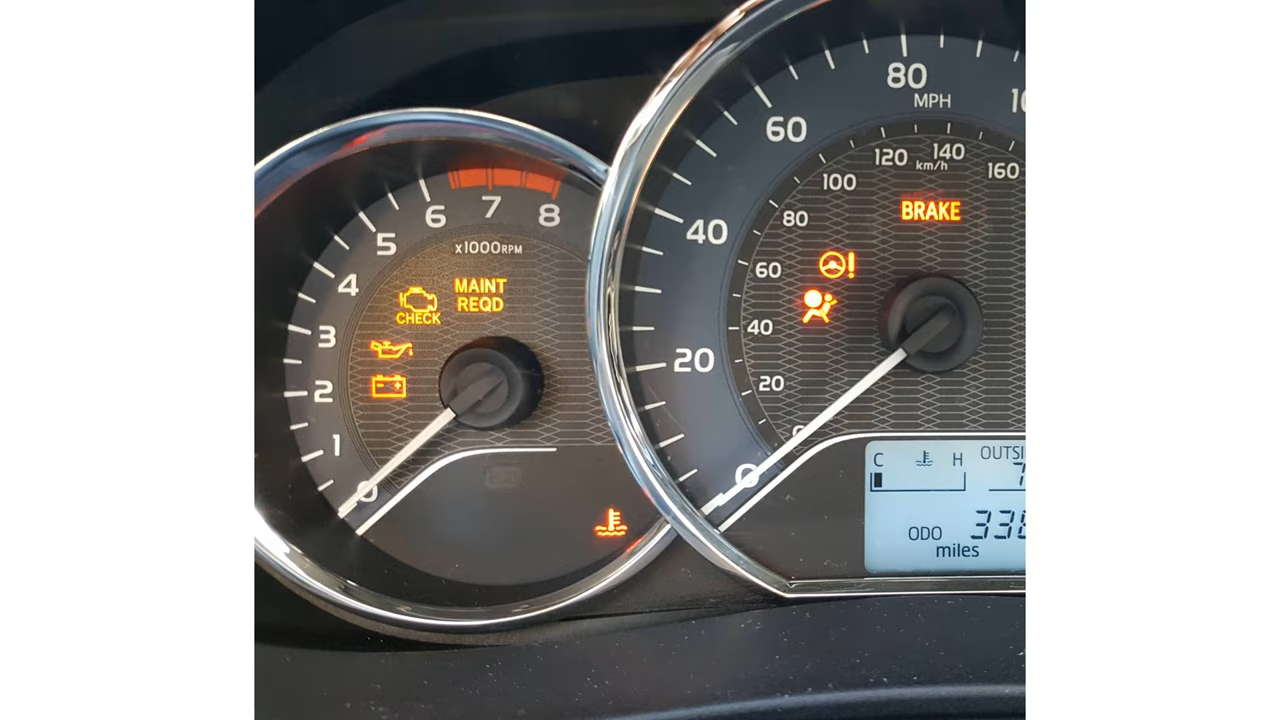 8
7
6
5
4
3
2
1
0
x1000RPM
MAINT
REQD
CHECK
80
MPH
60
40
20
0
140
120
km/h
160
100
80
60
40
20
BRAKE
C H
OUTSI
ODO
miles